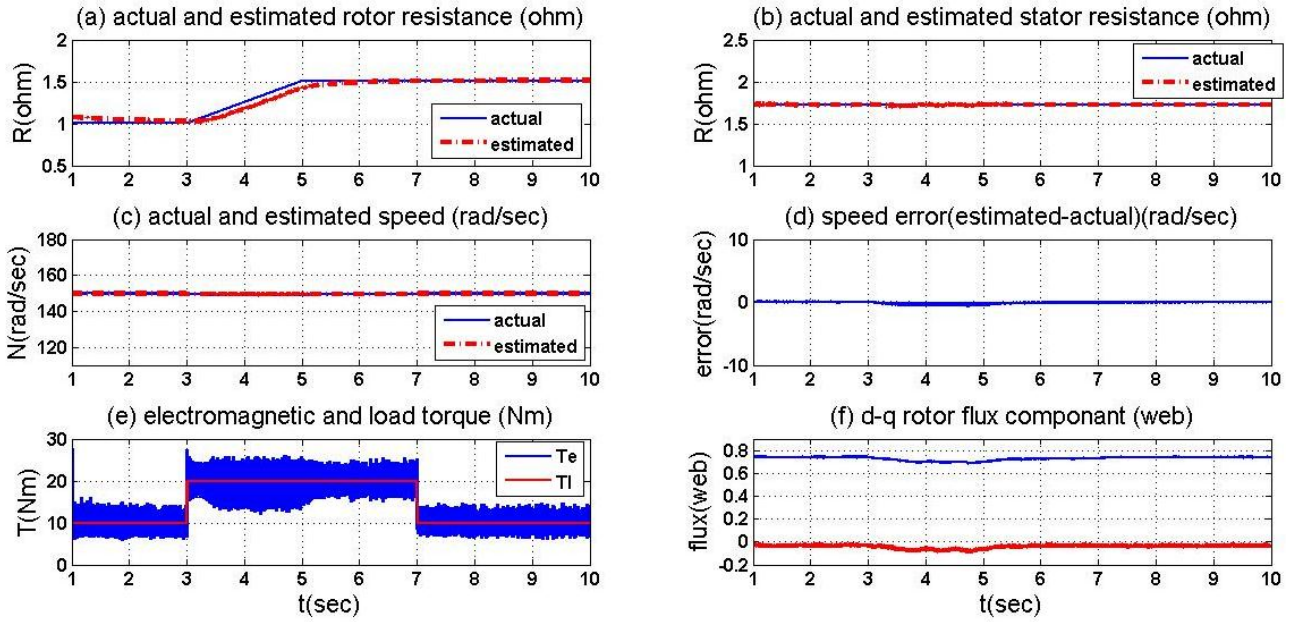 (a) actual and estimated rotor resistance (ohm)
R(ohm)
2
1.5
1
0.5
actual
estimated
1 2 3 4 5 6 7 8 9 10
(b) actual and estimated stator resistance (ohm)
R(ohm)
2.5
2
1.5
1
actual
estimated
1 2 3 4 5 6 7 8 9 10
(c) actual and estimated speed (rad/sec)
N(rad/sec)
180
160
140
120
actual
estimated
1 2 3 4 5 6 7 8 9 10
(d) speed error(estimated-actual)(rad/sec)
error(rad/sec)
10
0
-10
1 2 3 4 5 6 7 8 9 10
(e) electromagnetic and load torque (Nm)
T(Nm)
30
20
10
0
Te
Tl
1 2 3 4 5 6 7 8 9 10
t(sec)
(f) d-q rotor flux componant (web)
flux(web)
0.8
0.6
0.4
0.2
0
-0.2
1 2 3 4 5 6 7 8 9 10
t(sec)